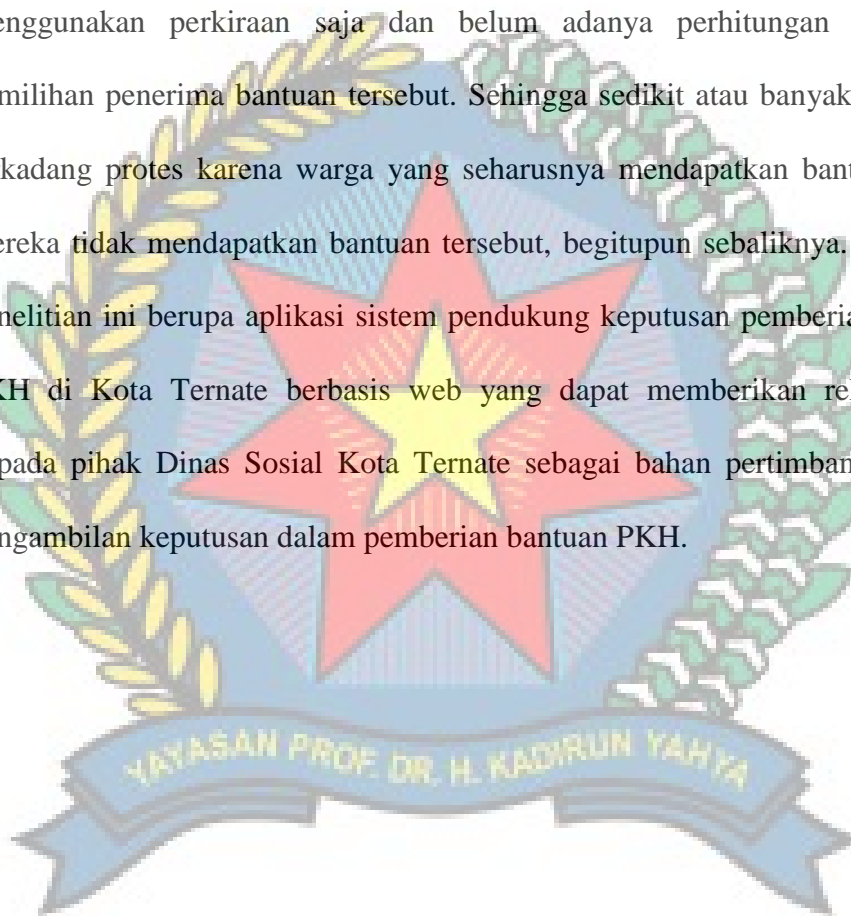 enggunakan perkiraan saja dan belum adanya perhitungan
milihan penerima bantuan tersebut. Sehingga sedikit atau banyak
kadang protes karena warga yang seharusnya mendapatkan bant
ereka tidak mendapatkan bantuan tersebut, begitupun sebaliknya.
nelitian ini berupa aplikasi sistem pendukung keputusan pemberia
KH di Kota Ternate berbasis web yang dapat memberikan re
pada pihak Dinas Sosial Kota Ternate sebagai bahan pertimban
ngambilan keputusan dalam pemberian bantuan PKH.
YAYASAN PROF. DR. H. KADIRUN YAHYA